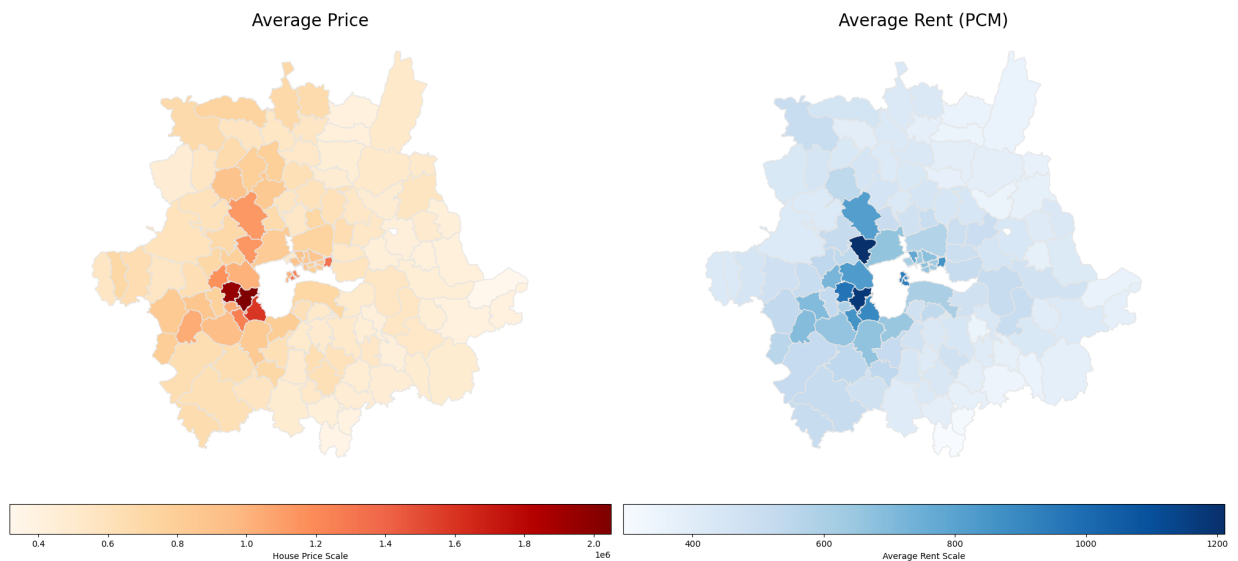 Average Price
Average Rent (PCM)
0.4 0.6 0.8 1.0 1.2 1.4 1.6 1.8 2.0
1e6
House Price Scale
400 600 800 1000 1200
Average Rent Scale